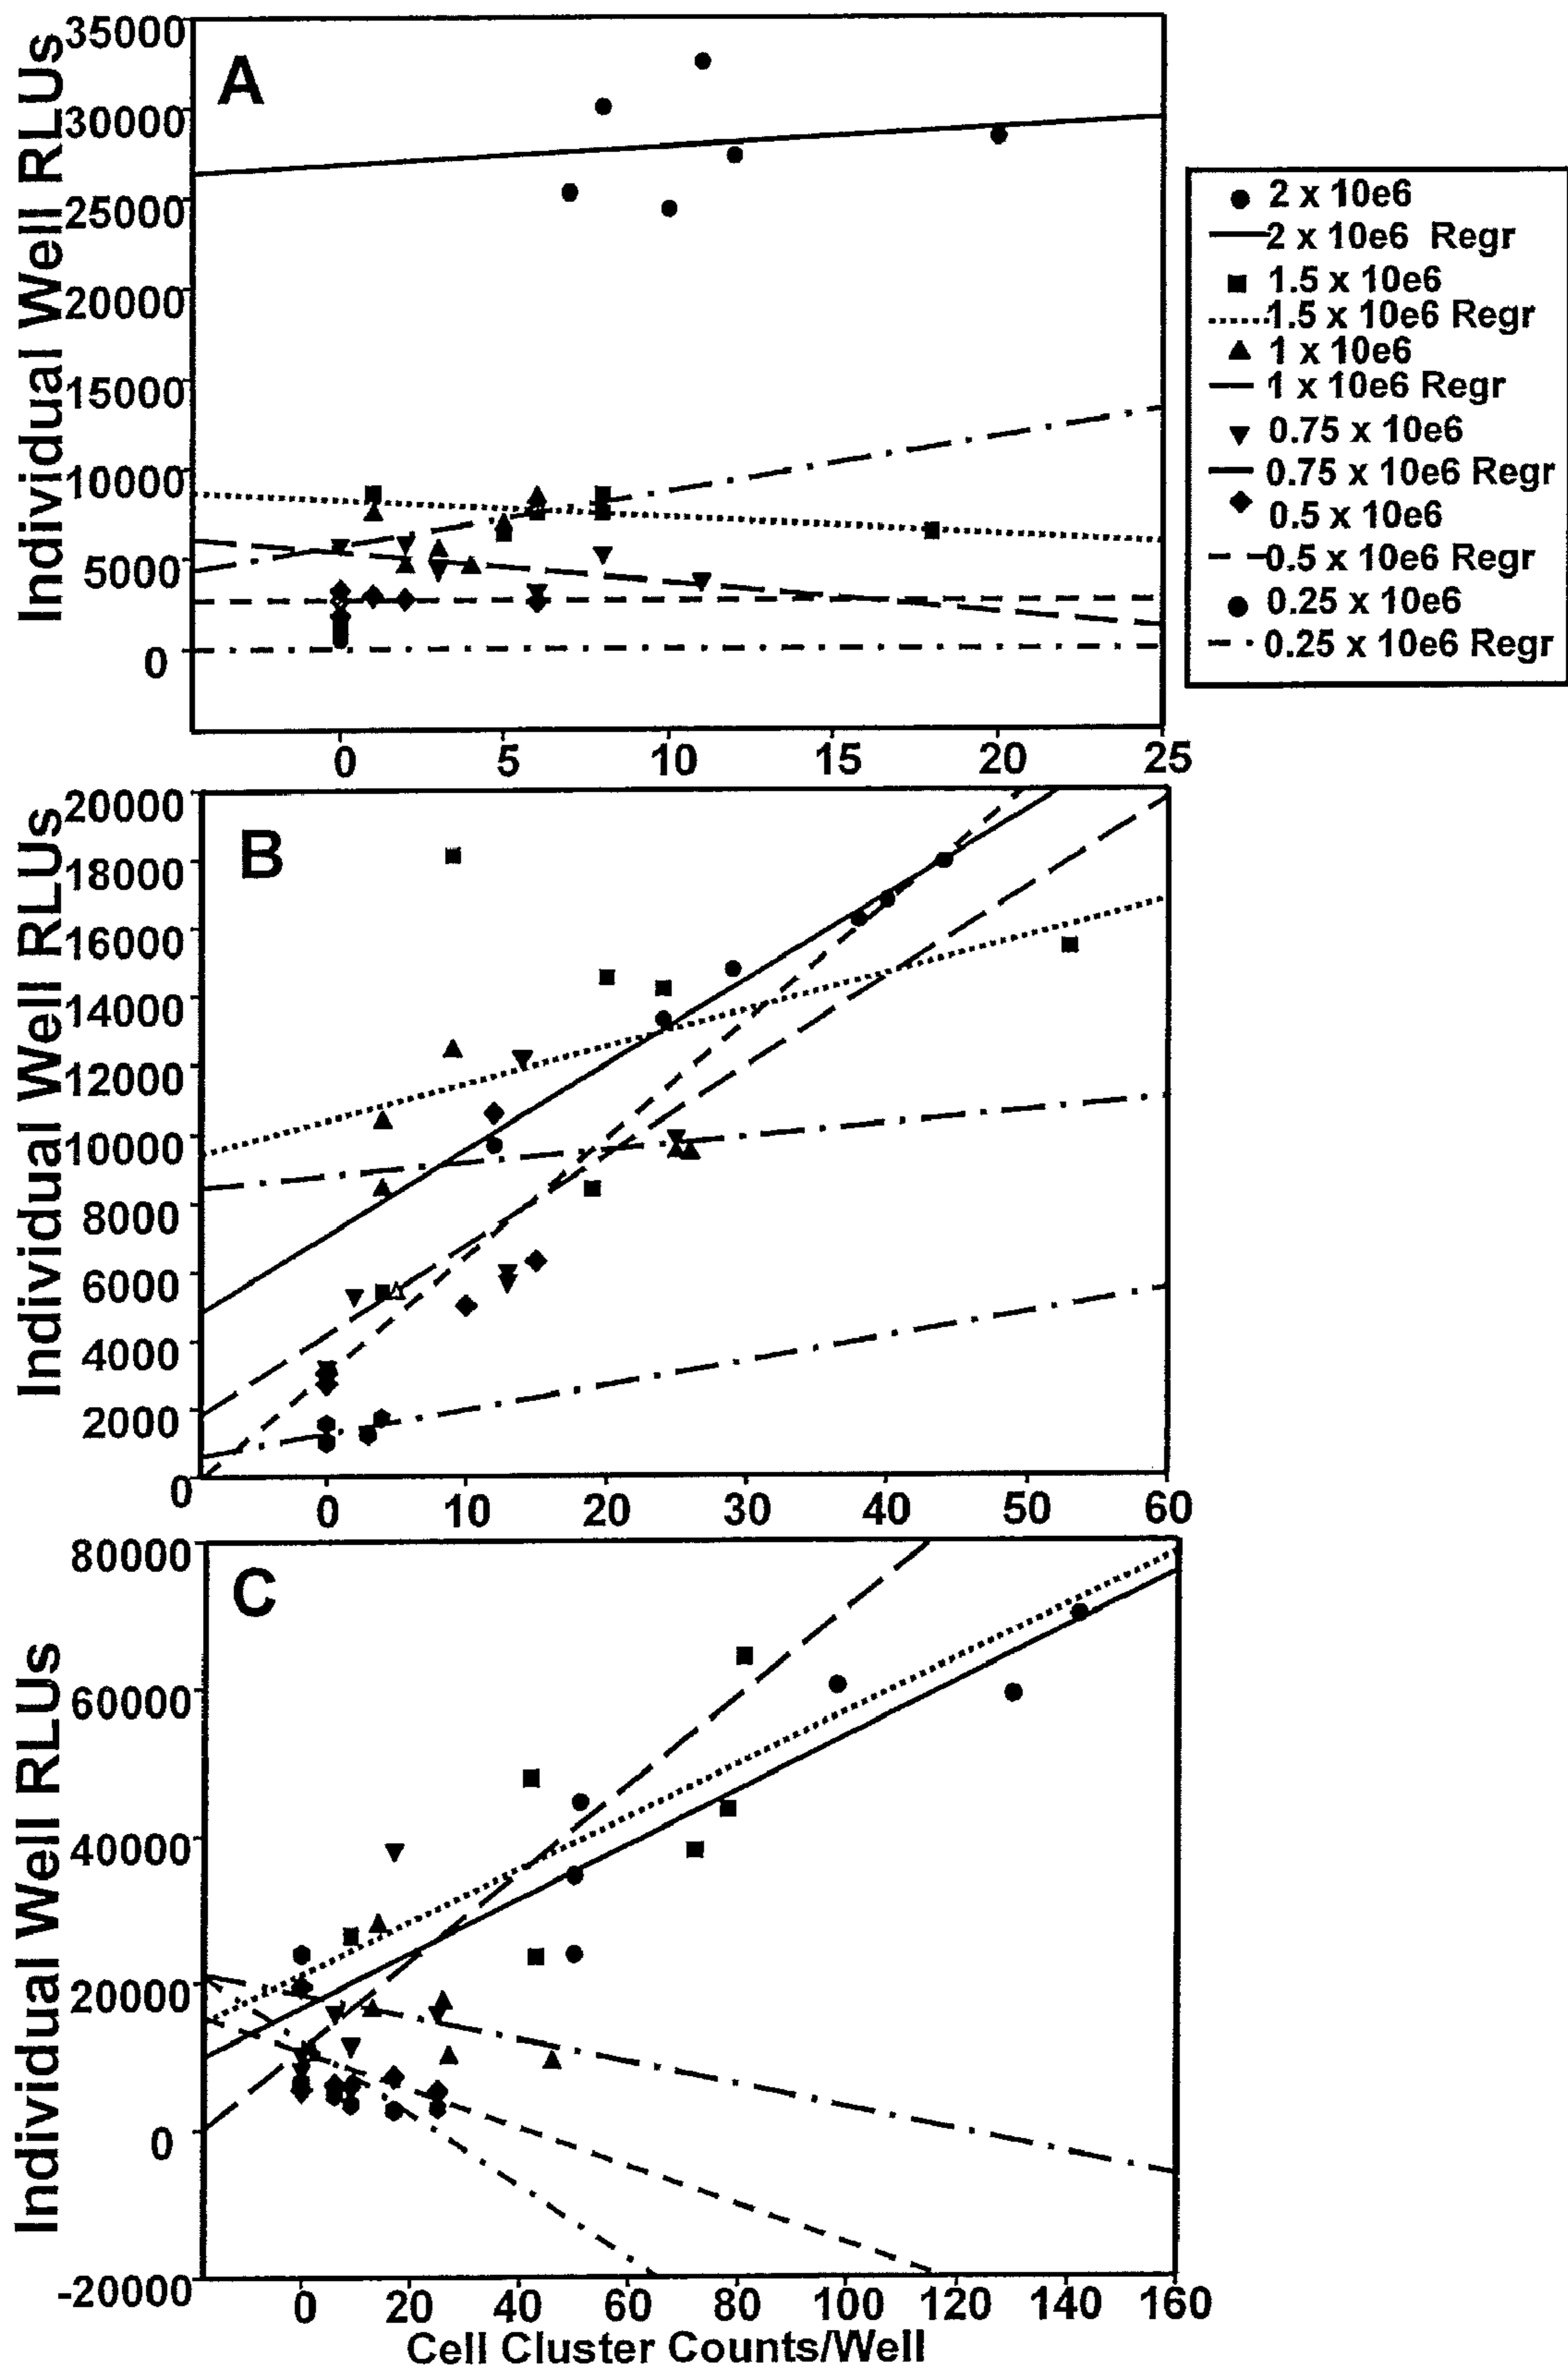 A
Individual Well RLUs
35000
30000
25000
20000
15000
10000
5000
0
0 5 10 15 20 25
2 x 10e6
2 x 10e6 Regr
1.5 x 10e6
1.5 x 10e6 Regr
1 x 10e6
1 x 10e6 Regr
0.75 x 10e6
0.75 x 10e6 Regr
0.5 x 10e6
0.5 x 10e6 Regr
0.25 x 10e6
0.25 x 10e6 Regr
B
Individual Well RLUs
20000
18000
16000
14000
12000
10000
8000
6000
4000
2000
0
0 10 20 30 40 50 60
C
Individual Well RLUs
80000
60000
40000
20000
0
-20000
0 20 40 60 80 100 120 140 160
Cell Cluster Counts/Well